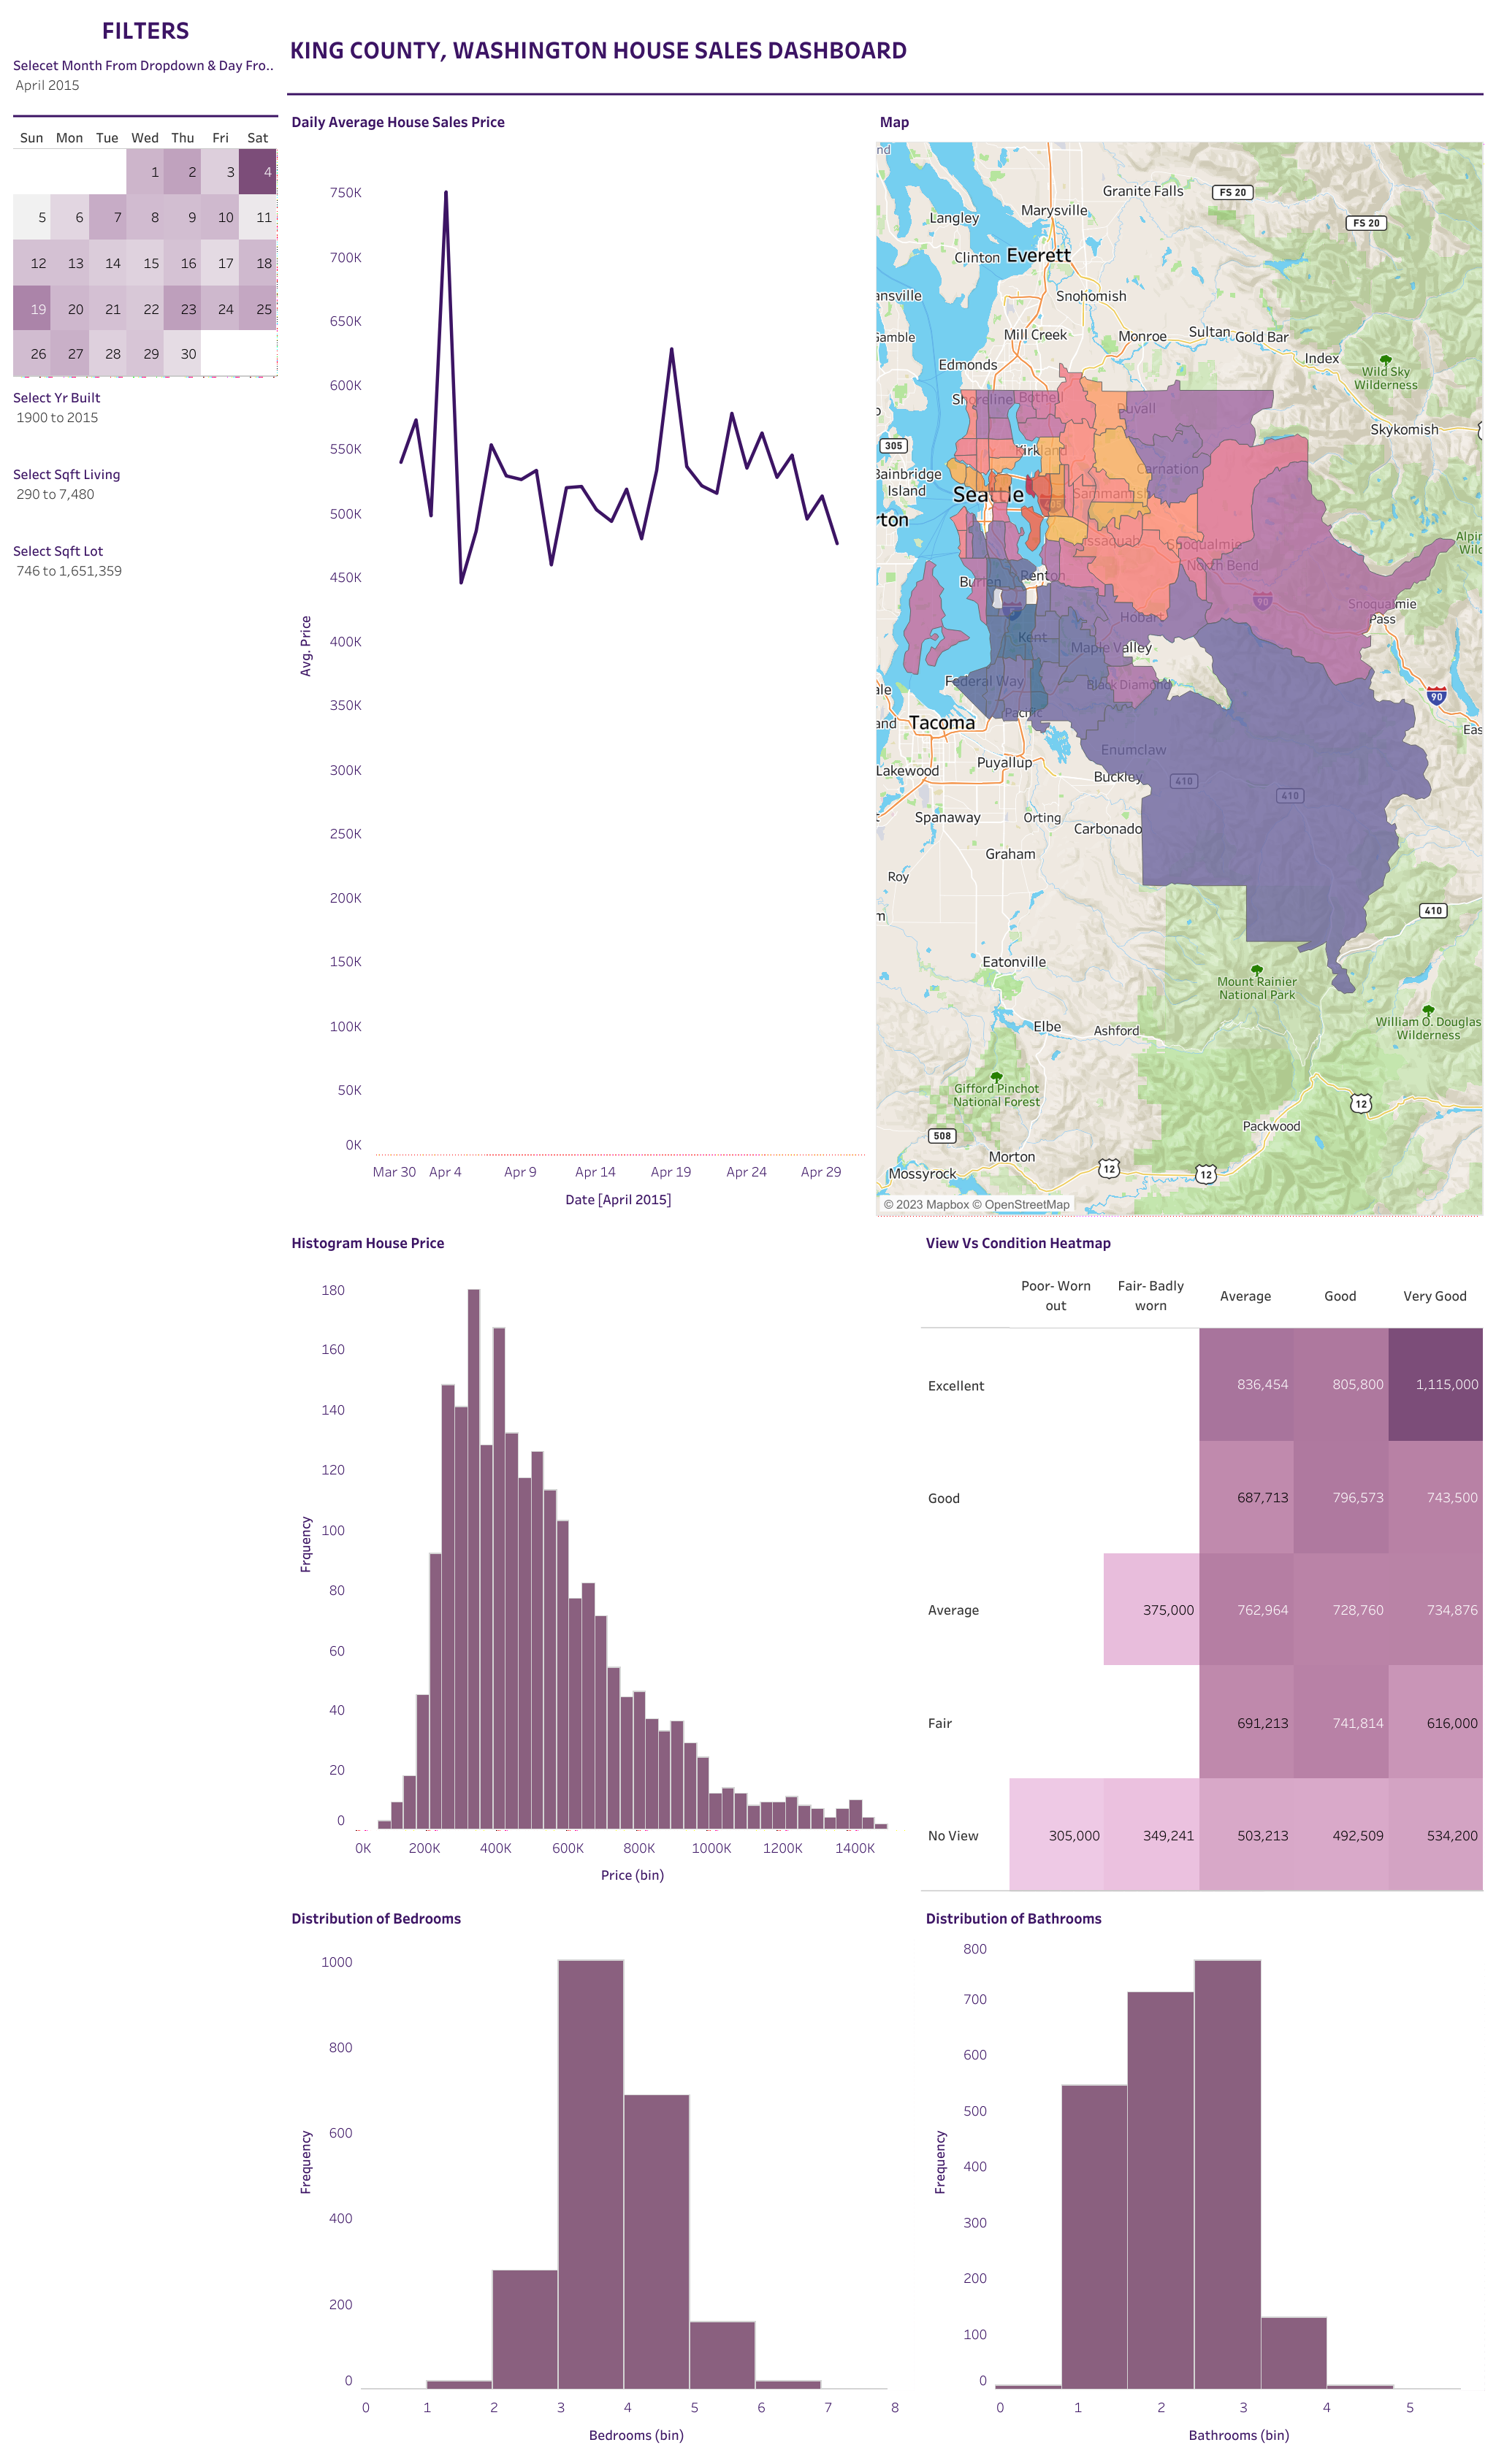 FILTERS
Selecet Month From Dropdown & Day Fro..
April 2015
Sun Mon Tue Wed Thu Fri Sat
1 2 3 4
5 6 7 8 9 10 11
12 13 14 15 16 17 18
19 20 21 22 23 24 25
26 27 28 29 30
Select Yr Built
1900 to 2015
Select Sqft Living
290 to 7,480
Select Sqft Lot
746 to 1,651,359
KING COUNTY, WASHINGTON HOUSE SALES DASHBOARD
Daily Average House Sales Price
750K
700K
650K
600K
550K
500K
450K
400K
350K
300K
250K
200K
150K
100K
50K
0K
Avg. Price
Mar 30 Apr 4 Apr 9 Apr 14 Apr 19 Apr 24 Apr 29
Date [April 2015]
Map
nd
Granite Falls
FS 20
Marysville
Langley
FS 20
Clinton
Everett
ansville
Snohomish
amble
Mill Creek
Monroe
Sultan
Gold Bar
Index
Edmonds
Wild Sky
Wilderness
Shoreline
Bothell
Duvall
Skykomish
305
Kirkland
Carnation
Bainbridge
Island
Seattle
Sammamish
rton
Issaquah
Snoqualmie
Alpin
Wild
North Bend
Burien
Renton
90
5
Snoqualmie
Pass
Hobart
Kent
Maple Valley
Federal Way
Black Diamond
ale
90
Pacific
and
Tacoma
Eas
Enumclaw
Puyallup
Lakewood
Buckley
410
410
Spanaway
Orting
Carbonado
Graham
Roy
410
m
Eatonville
Mount Rainier
National Park
William O. Douglas
Wilderness
Elbe
Ashford
Gifford Pinchot
National Forest
12
Packwood
508
Morton
12
12
Mossyrock
© 2023 Mapbox © OpenStreetMap
Histogram House Price
180
160
140
120
100
80
60
40
20
0
Frquency
0K 200K 400K 600K 800K 1000K 1200K 1400K
Price (bin)
View Vs Condition Heatmap
Poor- Worn out
Fair- Badly worn
Average
Good
Very Good
Excellent 836,454 805,800 1,115,000
Good 687,713 796,573 743,500
Average 375,000 762,964 728,760 734,876
Fair 691,213 741,814 616,000
No View 305,000 349,241 503,213 492,509 534,200
Distribution of Bedrooms
1000
800
600
400
200
0
Frequency
0 1 2 3 4 5 6 7 8
Bedrooms (bin)
Distribution of Bathrooms
800
700
600
500
400
300
200
100
0
Frequency
0 1 2 3 4 5
Bathrooms (bin)